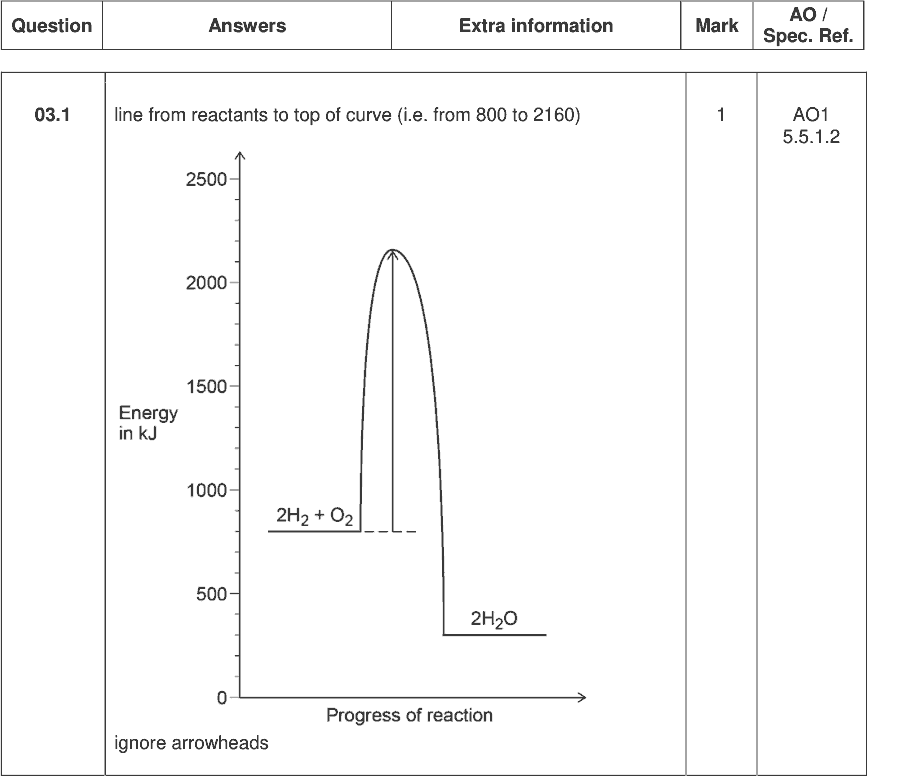 Question Answers Extra information Mark AO /
Spec. Ref.
03.1 line from reactants to top of curve (i.e. from 800 to 2160) 1 AO1
5.5.1.2
2500
2000
1500
Energy
in kJ
1000
2H₂ + O₂
500
2H₂O
0
Progress of reaction
ignore arrowheads